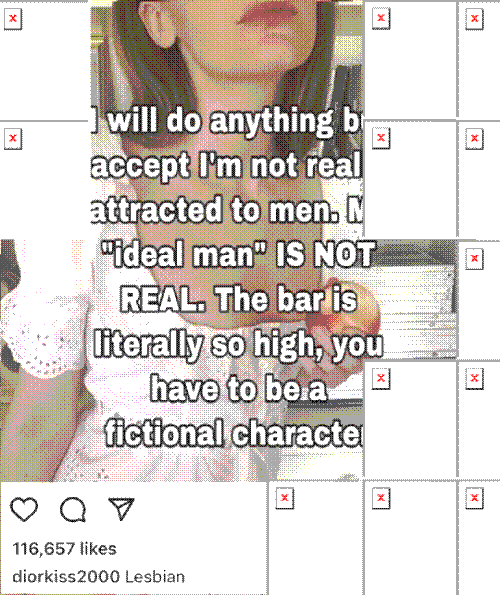 I will do anything b
accept I'm not real
attracted to men. M
"ideal man" IS NOT
REAL. The bar is
literally so high, you
have to be a
fictional character
116,657 likes
diorkiss2000 Lesbian